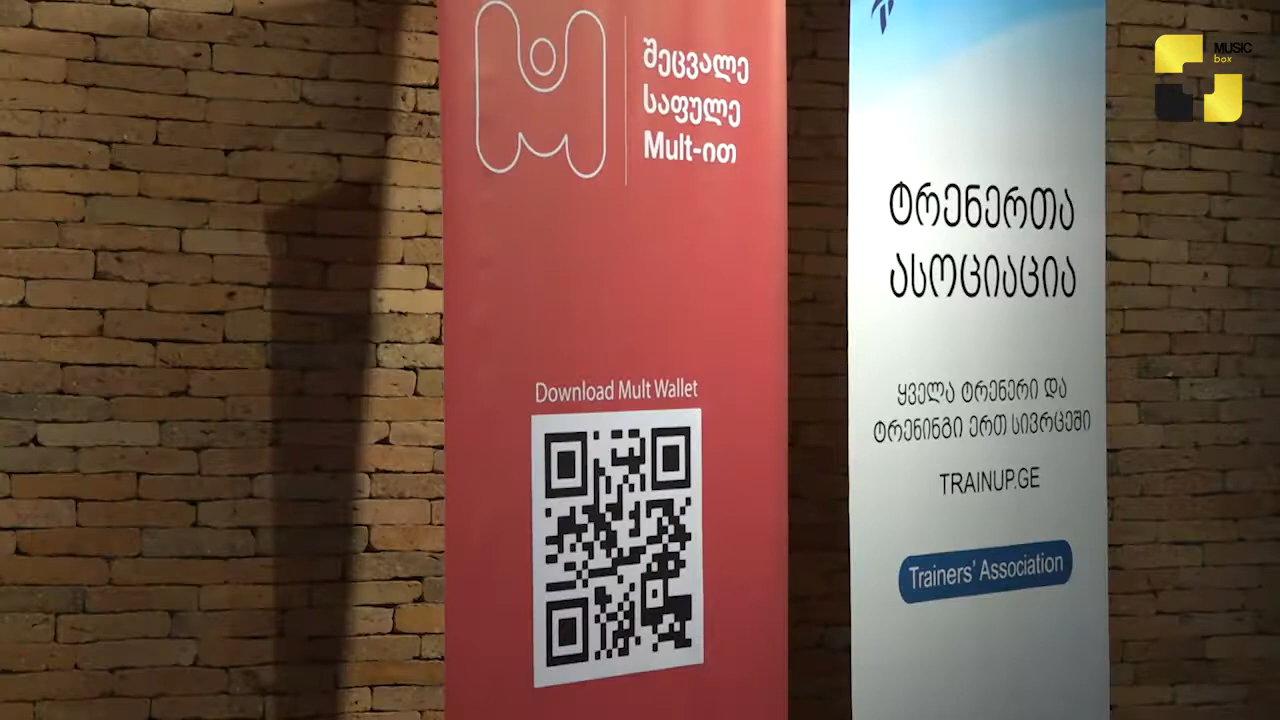 შეცვალე
საფულე
Mult-ით
Download Mult Wallet
ტრენერთა
ასოციაცია
ყველა ტრენერი და
ტრენინგი ერთ სივრცეში
TRAINUP.GE
Trainers' Association
MUSIC
box